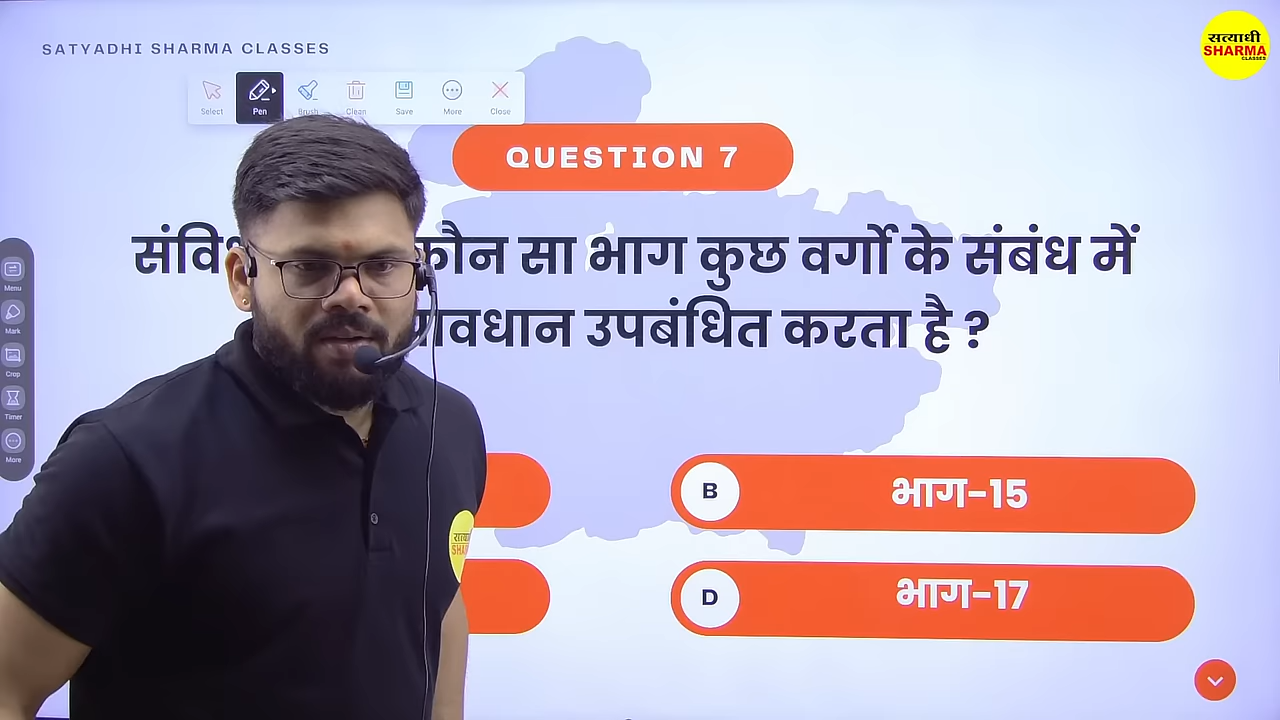 SATYADHI SHARMA CLASSES
सत्याधी
SHARMA
CLASSES
Select Pen Brush Clean Save More Close
QUESTION 7
कौन सा भाग कुछ वर्गो के संबंध में
उपबंधित करता है ?
Menu
Mark
Crop
Timer
More
B भाग-15
D भाग-17